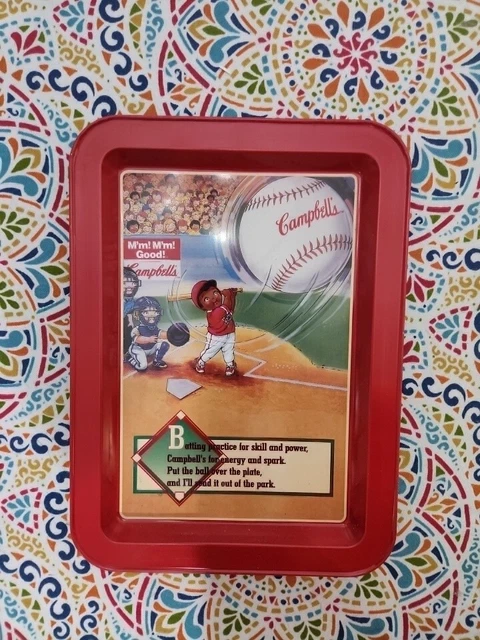 Campbell's
M'm! M'm!
Good!
Campbell's
Batting practice for skill and power,
Campbell's for energy and spark.
Put the ball over the plate,
and I'll send it out of the park.